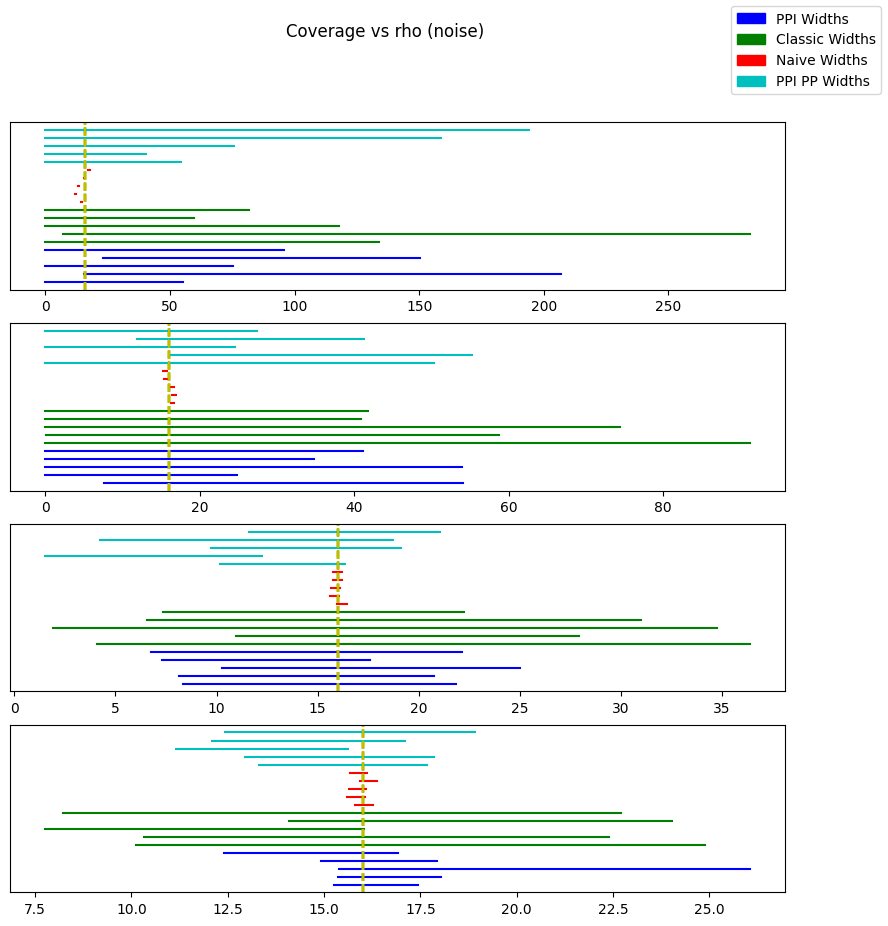 Coverage vs rho (noise)
PPI Widths
Classic Widths
Naive Widths
PPI PP Widths
0 50 100 150 200 250
0 20 40 60 80
0 5 10 15 20 25 30 35
7.5 10.0 12.5 15.0 17.5 20.0 22.5 25.0